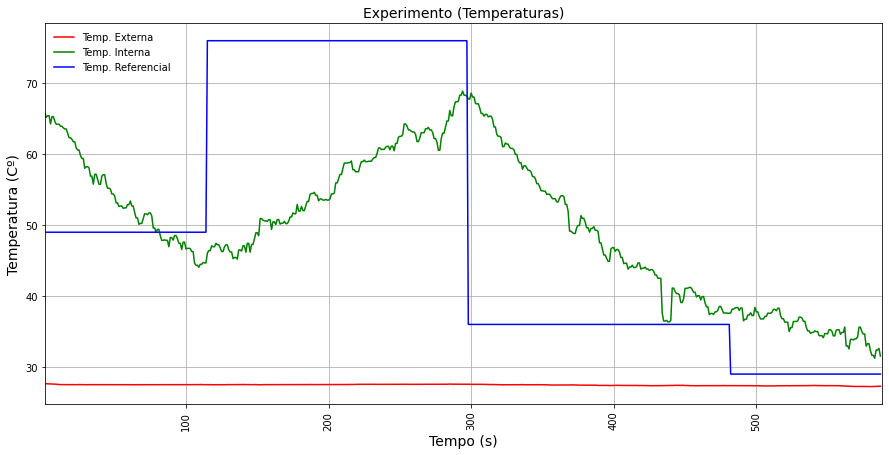 Experimento (Temperaturas)
Temp. Externa
Temp. Interna
Temp. Referencial
Temperatura (Cº)
70
60
50
40
30
100
200
300
400
500
Tempo (s)